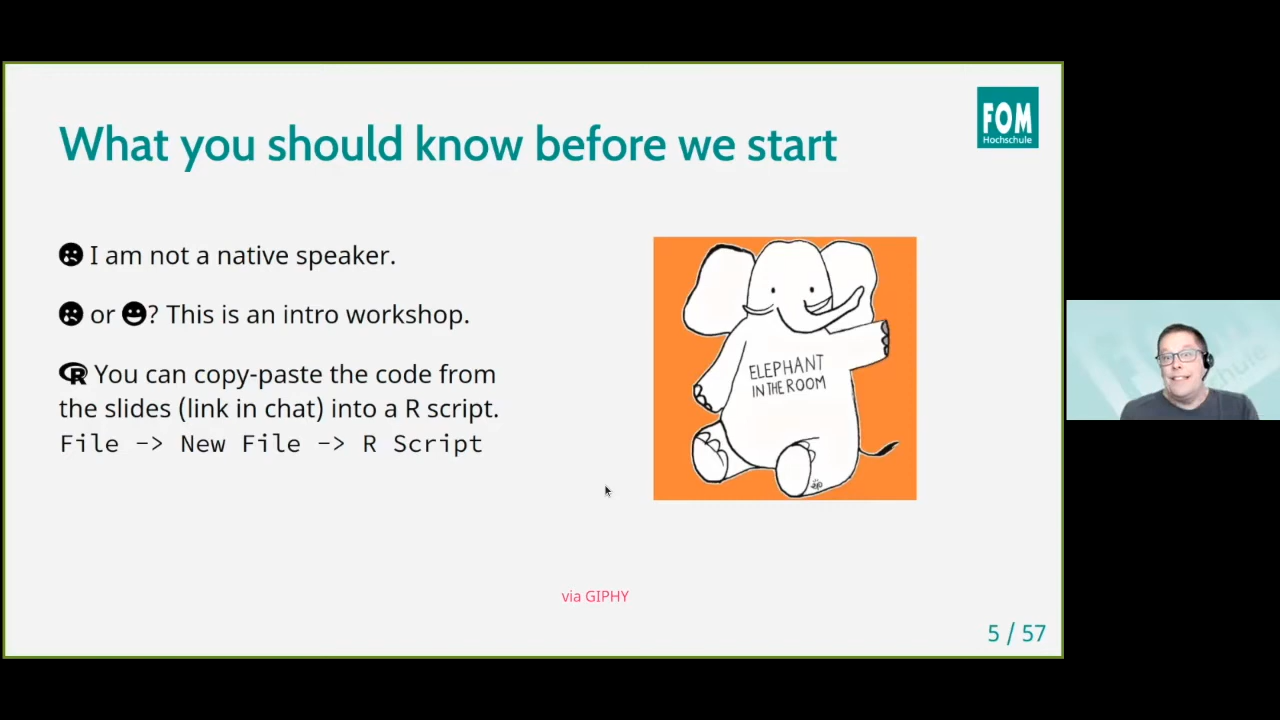 FOM
Hochschule
What you should know before we start
I am not a native speaker.
or ? This is an intro workshop.
You can copy-paste the code from
the slides (link in chat) into a R script.
File -> New File -> R Script
ELEPHANT
IN THE ROOM
via GIPHY
5 / 57